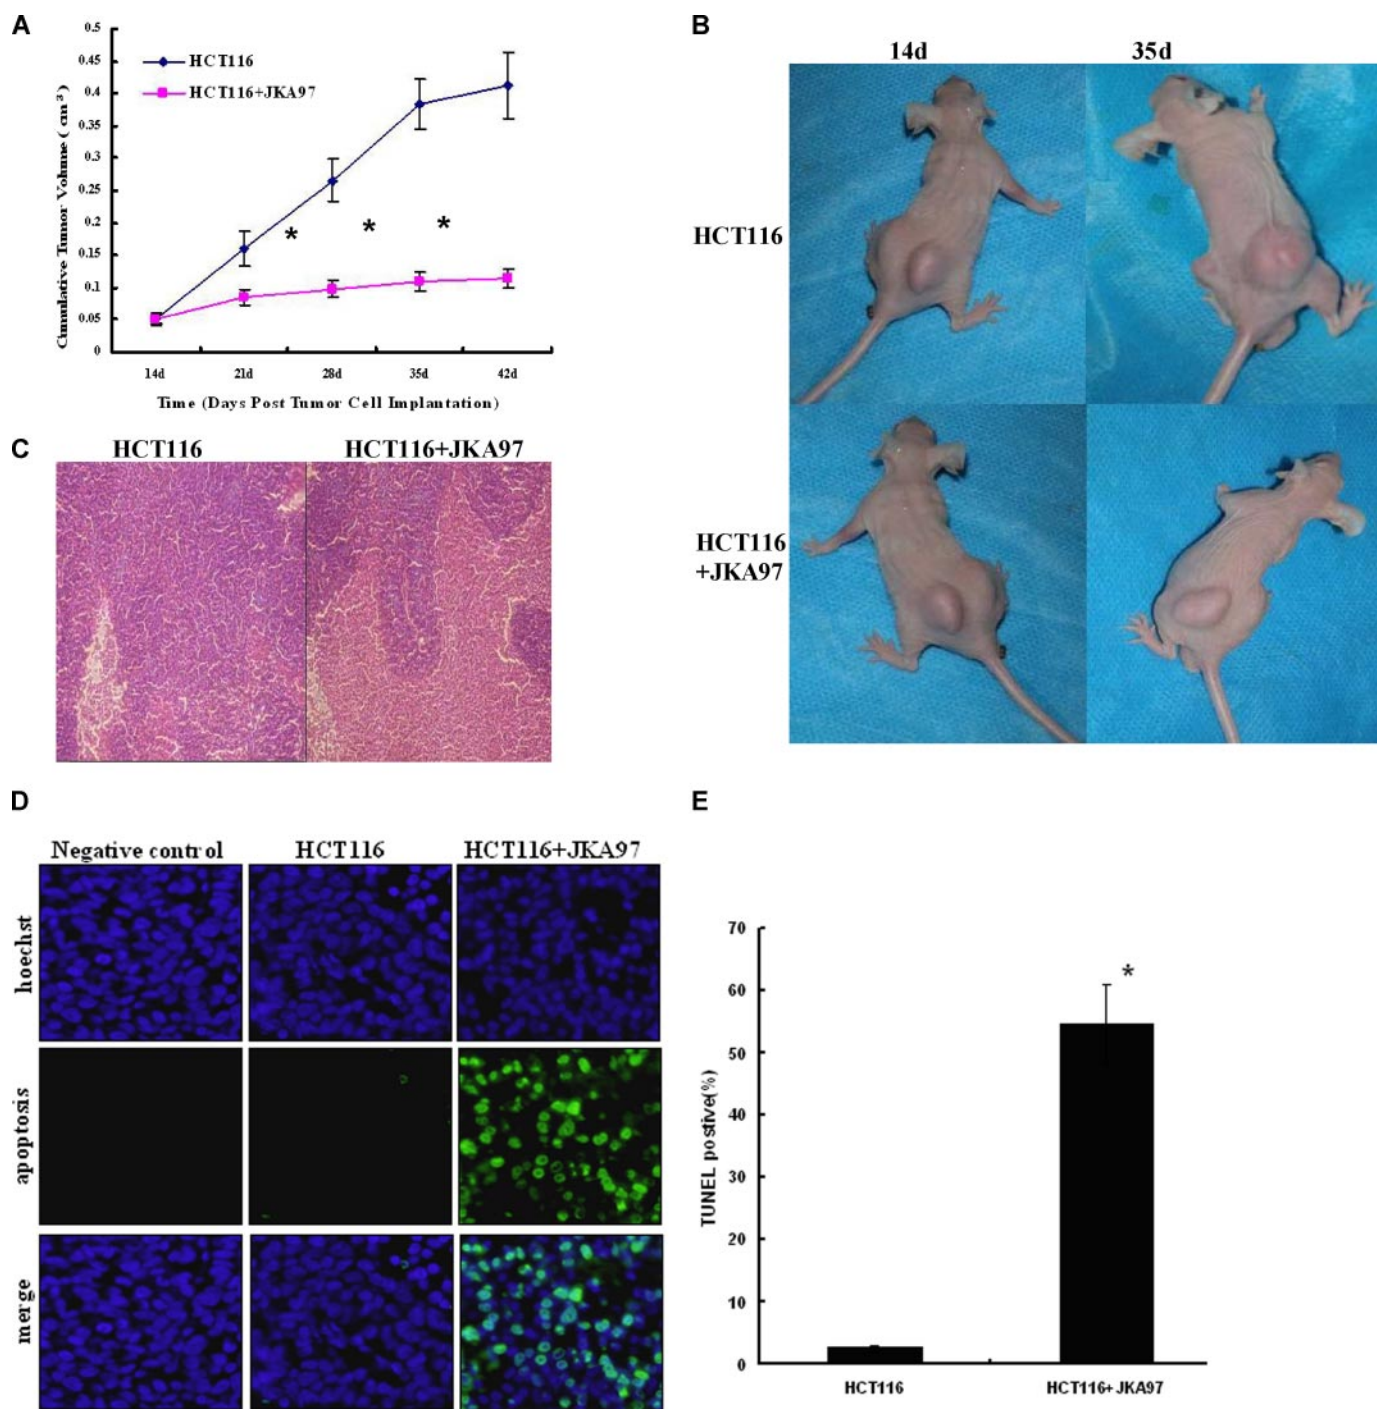 A
0.5
0.45
0.4
0.35
0.3
0.25
0.2
0.15
0.1
0.05
0
Cumulative Tumor Volume ( cm³)
HCT116
HCT116+JKA97
*
*
*
14d
21d
28d
35d
42d
Time (Days Post Tumor Cell Implantation)
B
14d
35d
HCT116
HCT116
+JKA97
C
HCT116
HCT116+JKA97
D
Negative control
HCT116
HCT116+JKA97
hoechst
apoptosis
merge
E
70
60
50
40
30
20
10
0
TUNEL postive(%)
*
HCT116
HCT116+JKA97